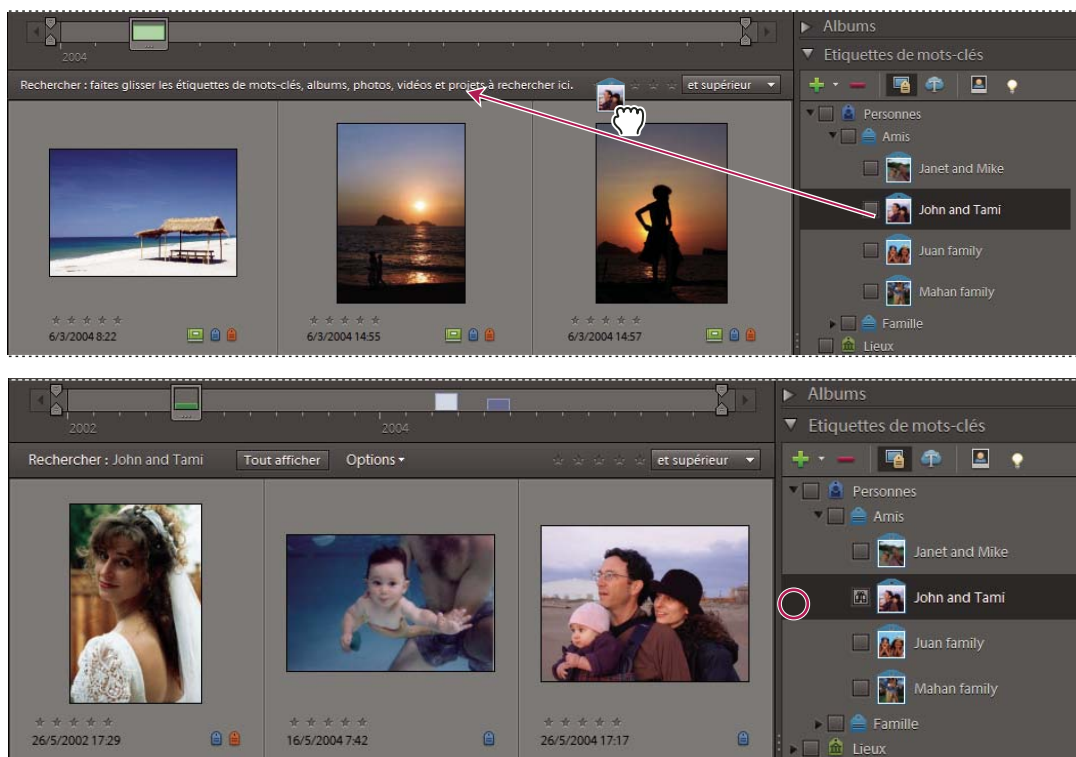 Albums
2004
Etiquettes de mots-clés
Rechercher : faites glisser les étiquettes de mots-clés, albums, photos, vidéos et projets à rechercher ici.
et supérieur
Personnes
Amis
Janet and Mike
John and Tami
Juan family
Mahan family
Famille
Lieux
6/3/2004 8:22
6/3/2004 14:55
6/3/2004 14:57
Albums
2002
2004
Etiquettes de mots-clés
Rechercher : John and Tami
Tout afficher
Options
et supérieur
Personnes
Amis
Janet and Mike
John and Tami
Juan family
Mahan family
Famille
Lieux
26/5/2002 17:29
16/5/2004 7:42
26/5/2004 17:17